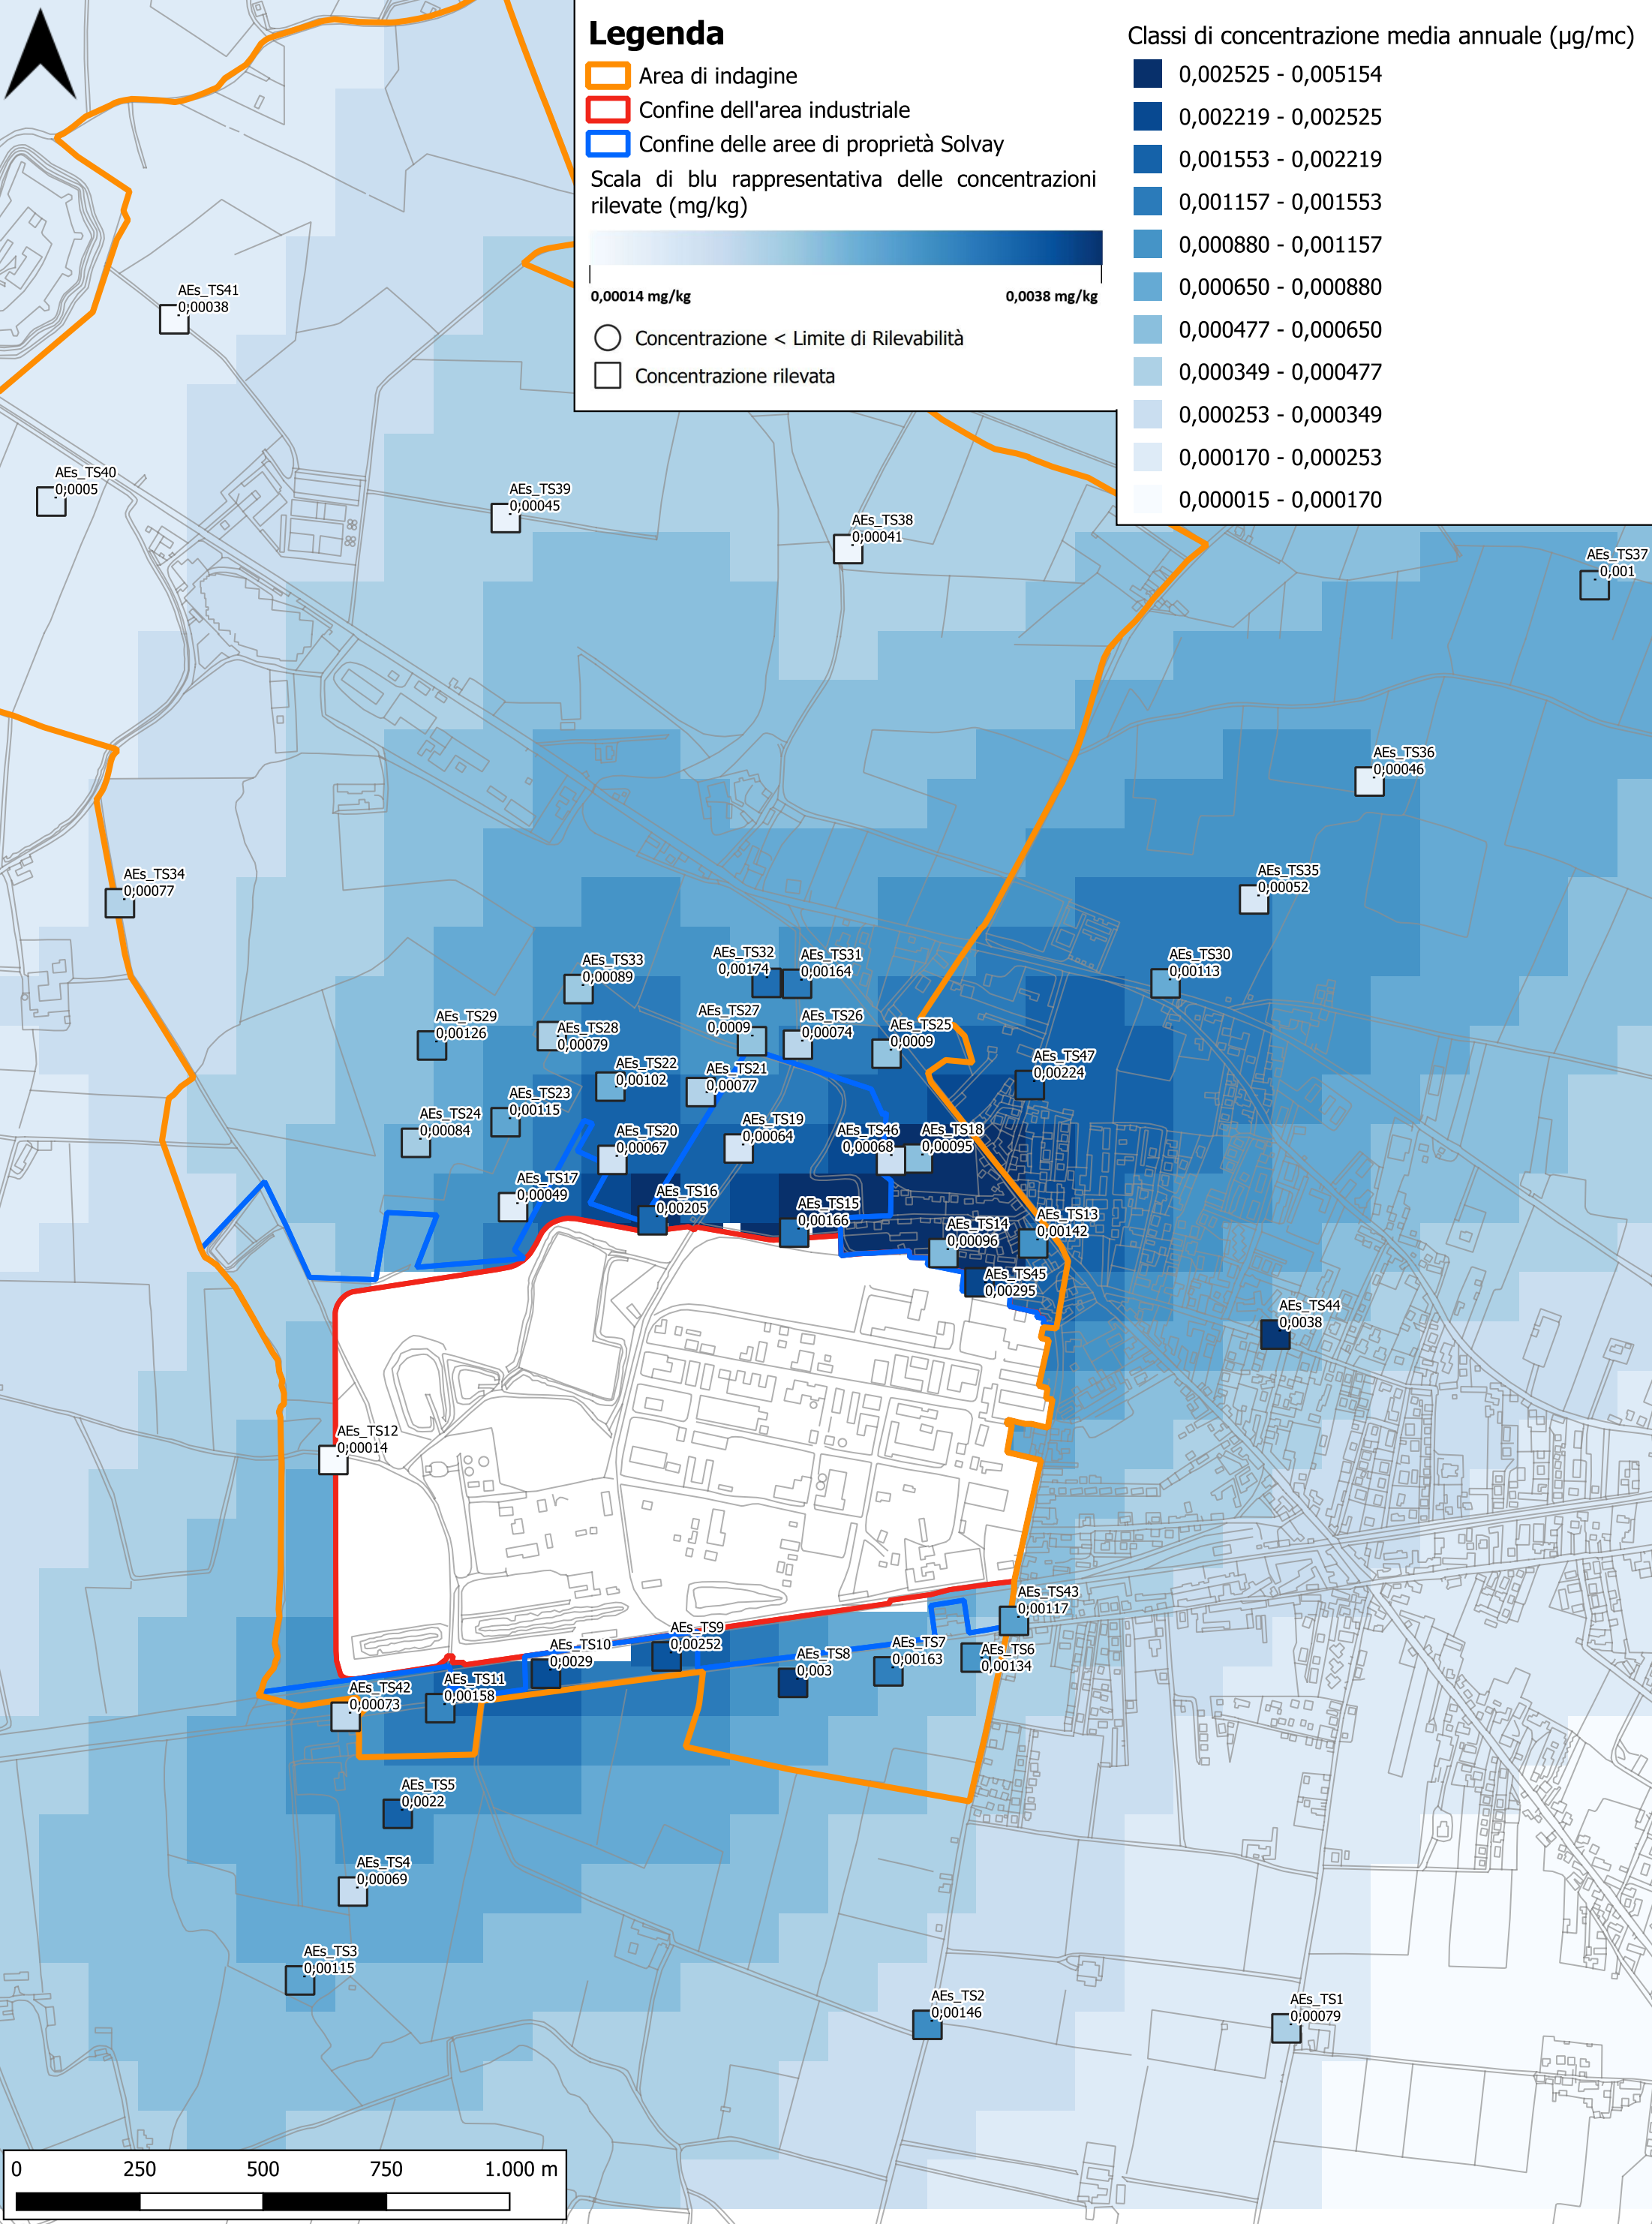 Legenda
Area di indagine
Confine dell'area industriale
Confine delle aree di proprietà Solvay
Scala di blu rappresentativa delle concentrazioni
rilevate (mg/kg)
0,00014 mg/kg
0,0038 mg/kg
Concentrazione < Limite di Rilevabilità
Concentrazione rilevata
Classi di concentrazione media annuale (µg/mc)
0,002525 - 0,005154
0,002219 - 0,002525
0,001553 - 0,002219
0,001157 - 0,001553
0,000880 - 0,001157
0,000650 - 0,000880
0,000477 - 0,000650
0,000349 - 0,000477
0,000253 - 0,000349
0,000170 - 0,000253
0,000015 - 0,000170
AEs_TS41
0,00038
AEs_TS40
0,0005
AEs_TS39
0,00045
AEs_TS38
0,00041
AEs_TS37
0,001
AEs_TS36
0,00046
AEs_TS35
0,00052
AEs_TS34
0,00077
AEs_TS33
0,00089
AEs_TS32
0,00174
AEs_TS31
0,00164
AEs_TS30
0,00113
AEs_TS29
0,00126
AEs_TS28
0,00079
AEs_TS27
0,0009
AEs_TS26
0,00074
AEs_TS25
0,0009
AEs_TS47
0,00224
AEs_TS22
0,00102
AEs_TS21
0,00077
AEs_TS23
0,00115
AEs_TS24
0,00084
AEs_TS20
0,00067
AEs_TS19
0,00064
AEs_TS46
0,00068
AEs_TS18
0,00095
AEs_TS17
0,00049
AEs_TS16
0,00205
AEs_TS15
0,00166
AEs_TS14
0,00096
AEs_TS13
0,00142
AEs_TS45
0,00295
AEs_TS44
0,0038
AEs_TS12
0,00014
AEs_TS43
0,00117
AEs_TS9
0,00252
AEs_TS10
0,0029
AEs_TS8
0,003
AEs_TS7
0,00163
AEs_TS6
0,00134
AEs_TS11
0,00158
AEs_TS42
0,00073
AEs_TS5
0,0022
AEs_TS4
0,00069
AEs_TS3
0,00115
AEs_TS2
0,00146
AEs_TS1
0,00079
0 250 500 750 1.000 m